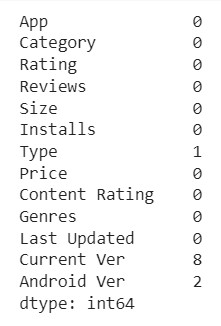 App 0
Category 0
Rating 0
Reviews 0
Size 0
Installs 0
Type 1
Price 0
Content Rating 0
Genres 0
Last Updated 0
Current Ver 8
Android Ver 2
dtype: int64